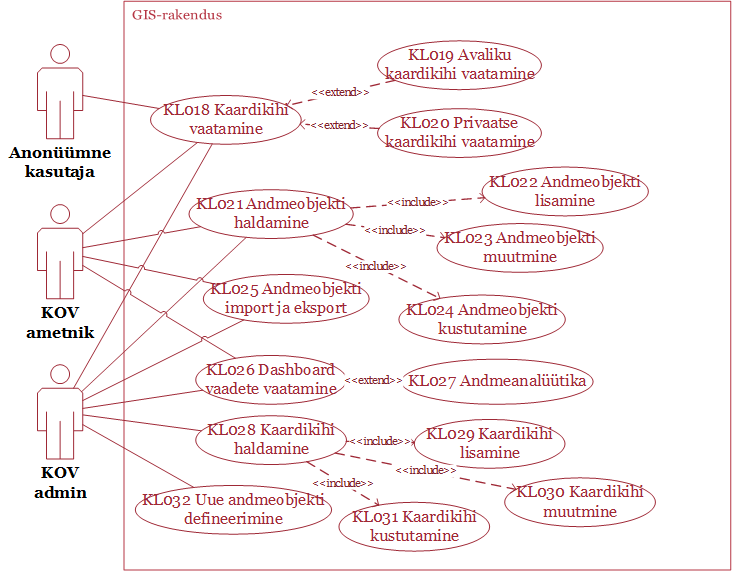 GIS-rakendus
Anonüümne
kasutaja
KOV
ametnik
KOV
admin
KL018 Kaardikihi
vaatamine
<<extend>>
KL019 Avaliku
kaardikihi vaatamine
<<extend>>
KL020 Privaatse
kaardikihi vaatamine
KL021 Andmeobjekti
haldamine
<<include>>
KL022 Andmeobjekti
lisamine
<<include>>
KL023 Andmeobjekti
muutmine
<<include>>
KL024 Andmeobjekti
kustutamine
KL025 Andmeobjekti
import ja eksport
KL026 Dashboard
vaadete vaatamine
<<extend>>
KL027 Andmeanalüütika
KL028 Kaardikihi
haldamine
<<include>>
KL029 Kaardikihi
lisamine
<<include>>
KL030 Kaardikihi
muutmine
<<include>>
KL031 Kaardikihi
kustutamine
KL032 Uue andmeobjekti
defineerimine